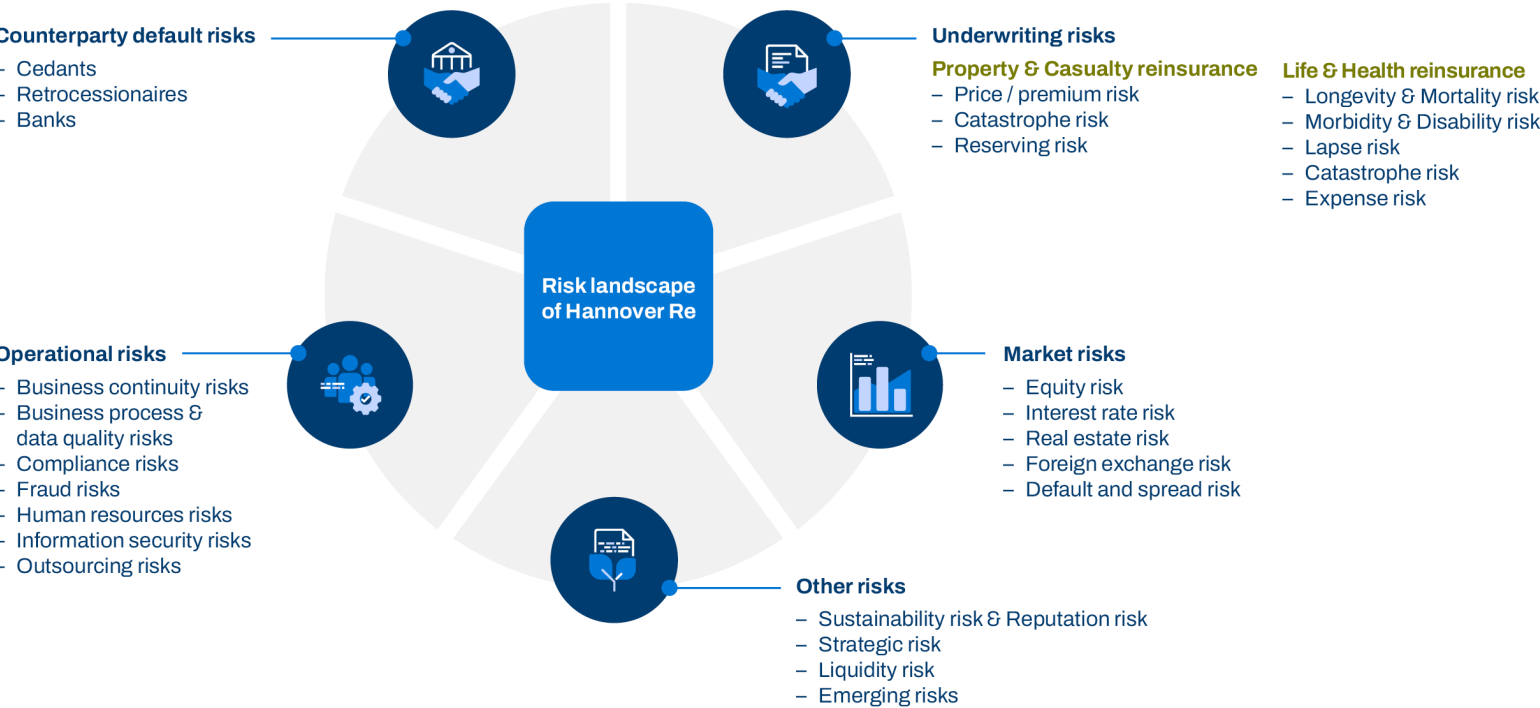 Counterparty default risks
– Cedants
– Retrocessionaires
– Banks
Underwriting risks
Property & Casualty reinsurance
– Price / premium risk
– Catastrophe risk
– Reserving risk
Life & Health reinsurance
– Longevity & Mortality risk
– Morbidity & Disability risk
– Lapse risk
– Catastrophe risk
– Expense risk
Risk landscape
of Hannover Re
Operational risks
– Business continuity risks
– Business process &
data quality risks
– Compliance risks
– Fraud risks
– Human resources risks
– Information security risks
– Outsourcing risks
Market risks
– Equity risk
– Interest rate risk
– Real estate risk
– Foreign exchange risk
– Default and spread risk
Other risks
– Sustainability risk & Reputation risk
– Strategic risk
– Liquidity risk
– Emerging risks